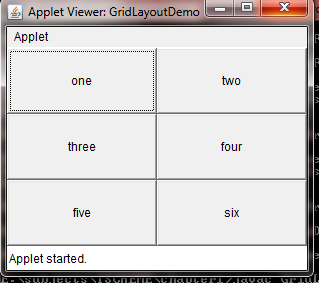 Applet Viewer: GridLayoutDemo
Applet
one two
three four
five six
Applet started.